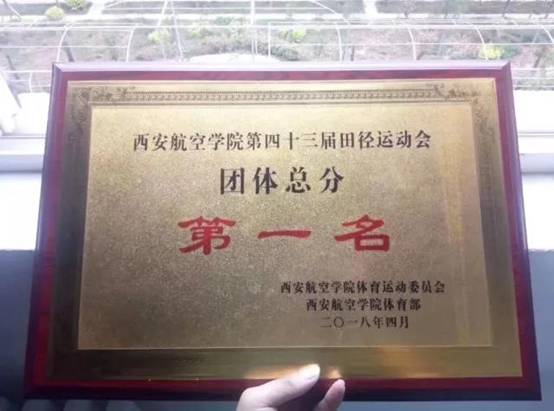 西安航空学院第四十三届田径运动会
团体总分
第一名
西安航空学院体育运动委员会
西安航空学院体育部
二〇一八年四月